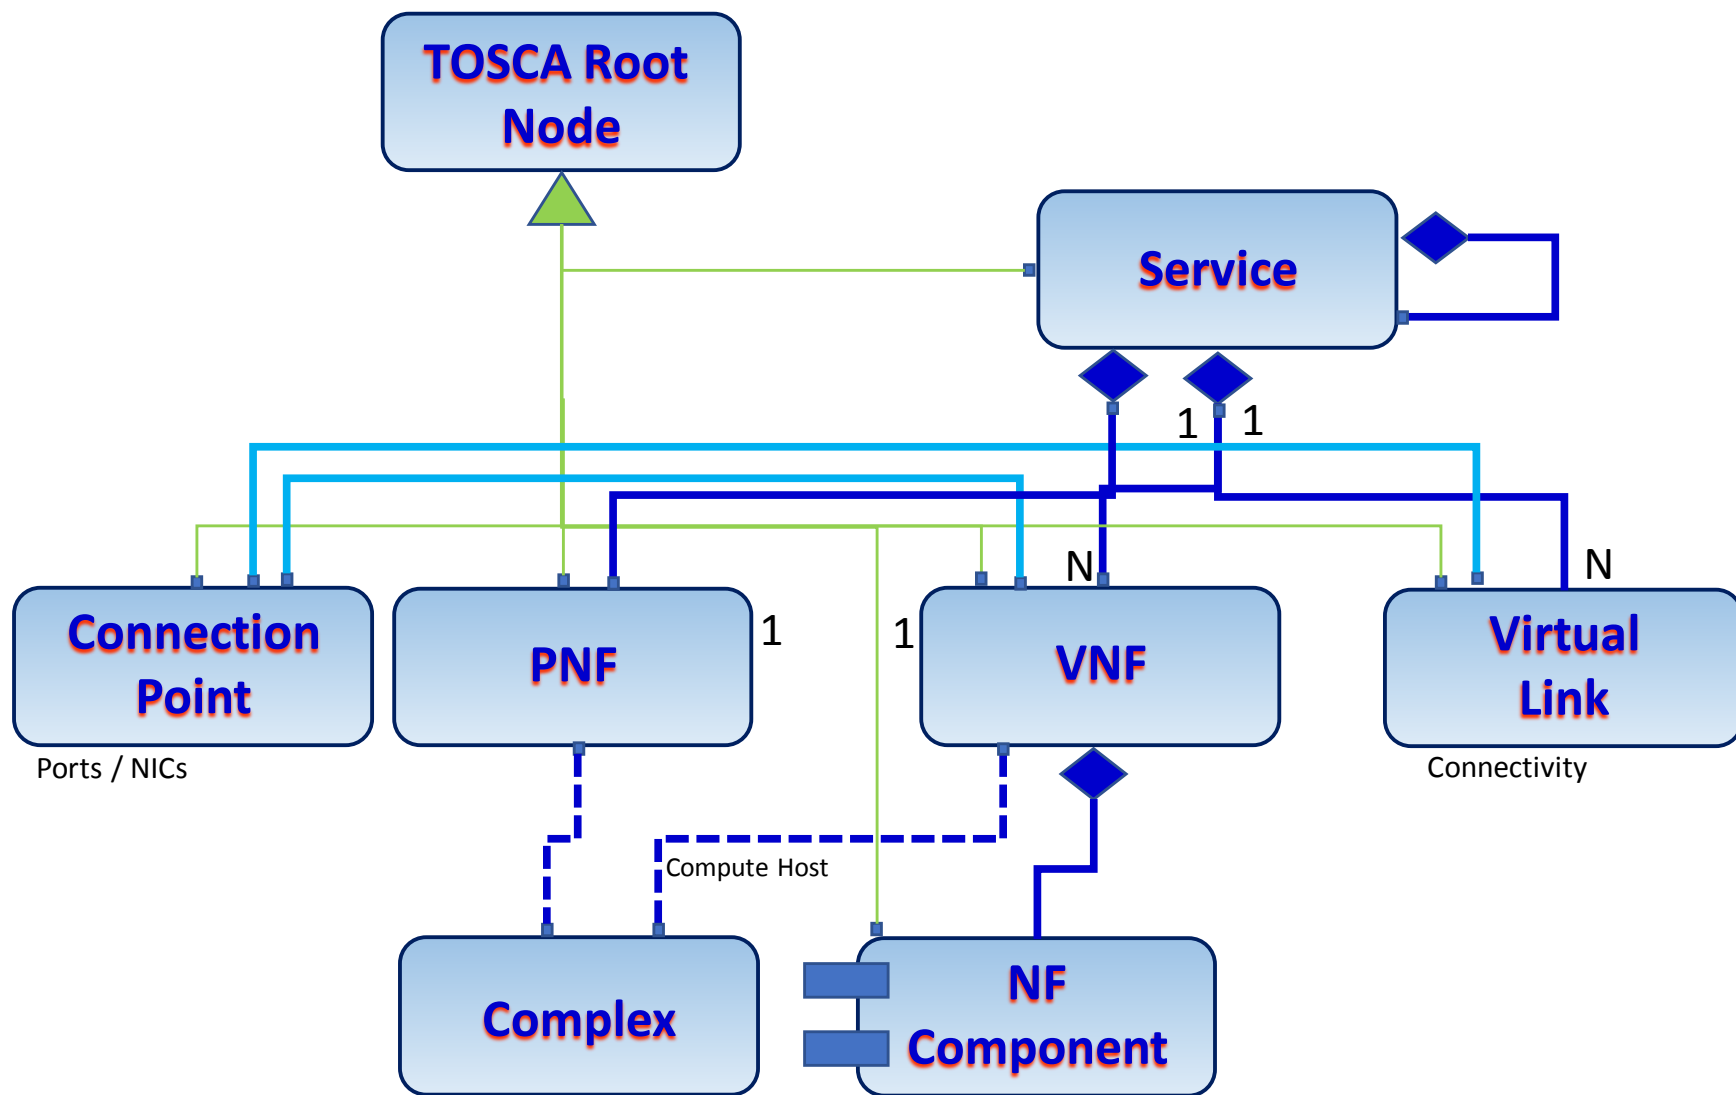 TOSCA Root
Node
Service
1
1
N
N
Connection
Point
PNF
1
1
VNF
Virtual
Link
Ports / NICs
Connectivity
Compute Host
Complex
NF
Component